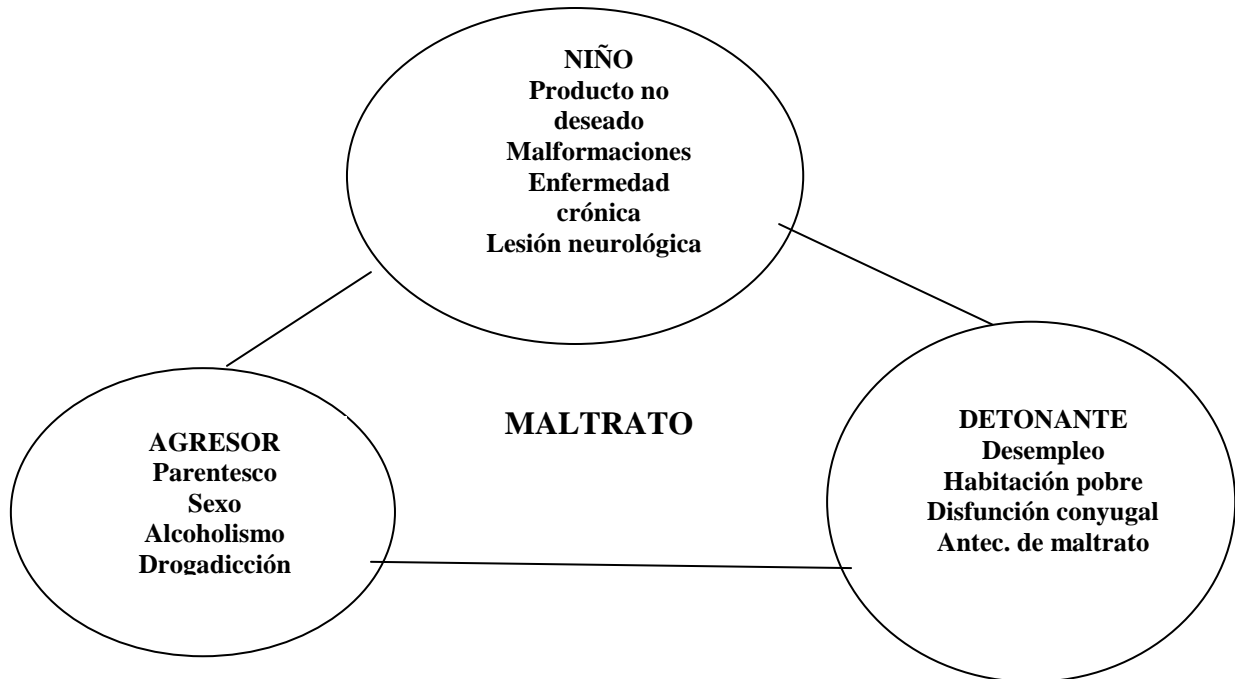 NIÑO
Producto no
deseado
Malformaciones
Enfermedad
crónica
Lesión neurológica
MALTRATO
AGRESOR
Parentesco
Sexo
Alcoholismo
Drogadicción
DETONANTE
Desempleo
Habitación pobre
Disfunción conyugal
Antec. de maltrato